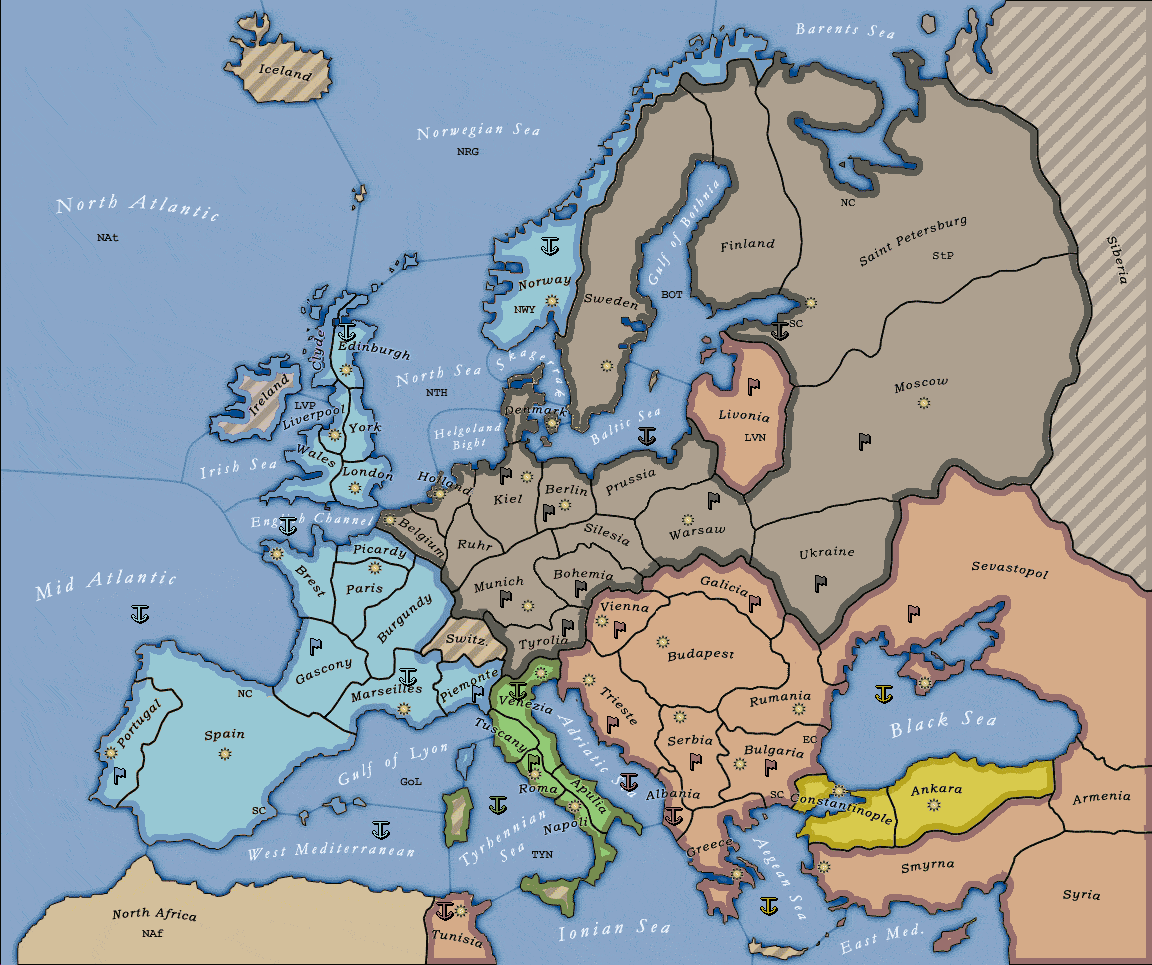 Barents Sea
Iceland
Norwegian Sea
NRG
North Atlantic
NAt
NC
Saint Petersburg
StP
Siberia
Finland
Gulf of Bothnia
BOT
Norway
NWY
Sweden
SC
Clyde
Edinburgh
Skagerrak
North Sea
NTH
Moscow
Ireland
LVP
Liverpool
Denmark
Livonia
LVN
York
Helgoland
Bight
Baltic Sea
Irish Sea
Wales
London
Holland
Kiel
Berlin
Prussia
English Channel
Belgium
Ruhr
Silesia
Warsaw
Ukraine
Picardy
Brest
Paris
Mid Atlantic
Munich
Bohemia
Galicia
Sevastopol
Burgundy
Vienna
Switz.
Tyrolia
Budapest
Gascony
NC
Marseilles
Piemonte
Venezia
Trieste
Rumania
Portugal
Spain
Tuscany
Adriatic Sea
Serbia
Bulgaria
EC
Black Sea
Gulf of Lyon
GoL
Roma
Apulia
Albania
SC
Constantinople
Ankara
Armenia
SC
Napoli
West Mediterranean
Tyrhennian
Sea
TYN
Greece
Aegean Sea
Smyrna
Syria
North Africa
NAf
Tunisia
Ionian Sea
East Med.